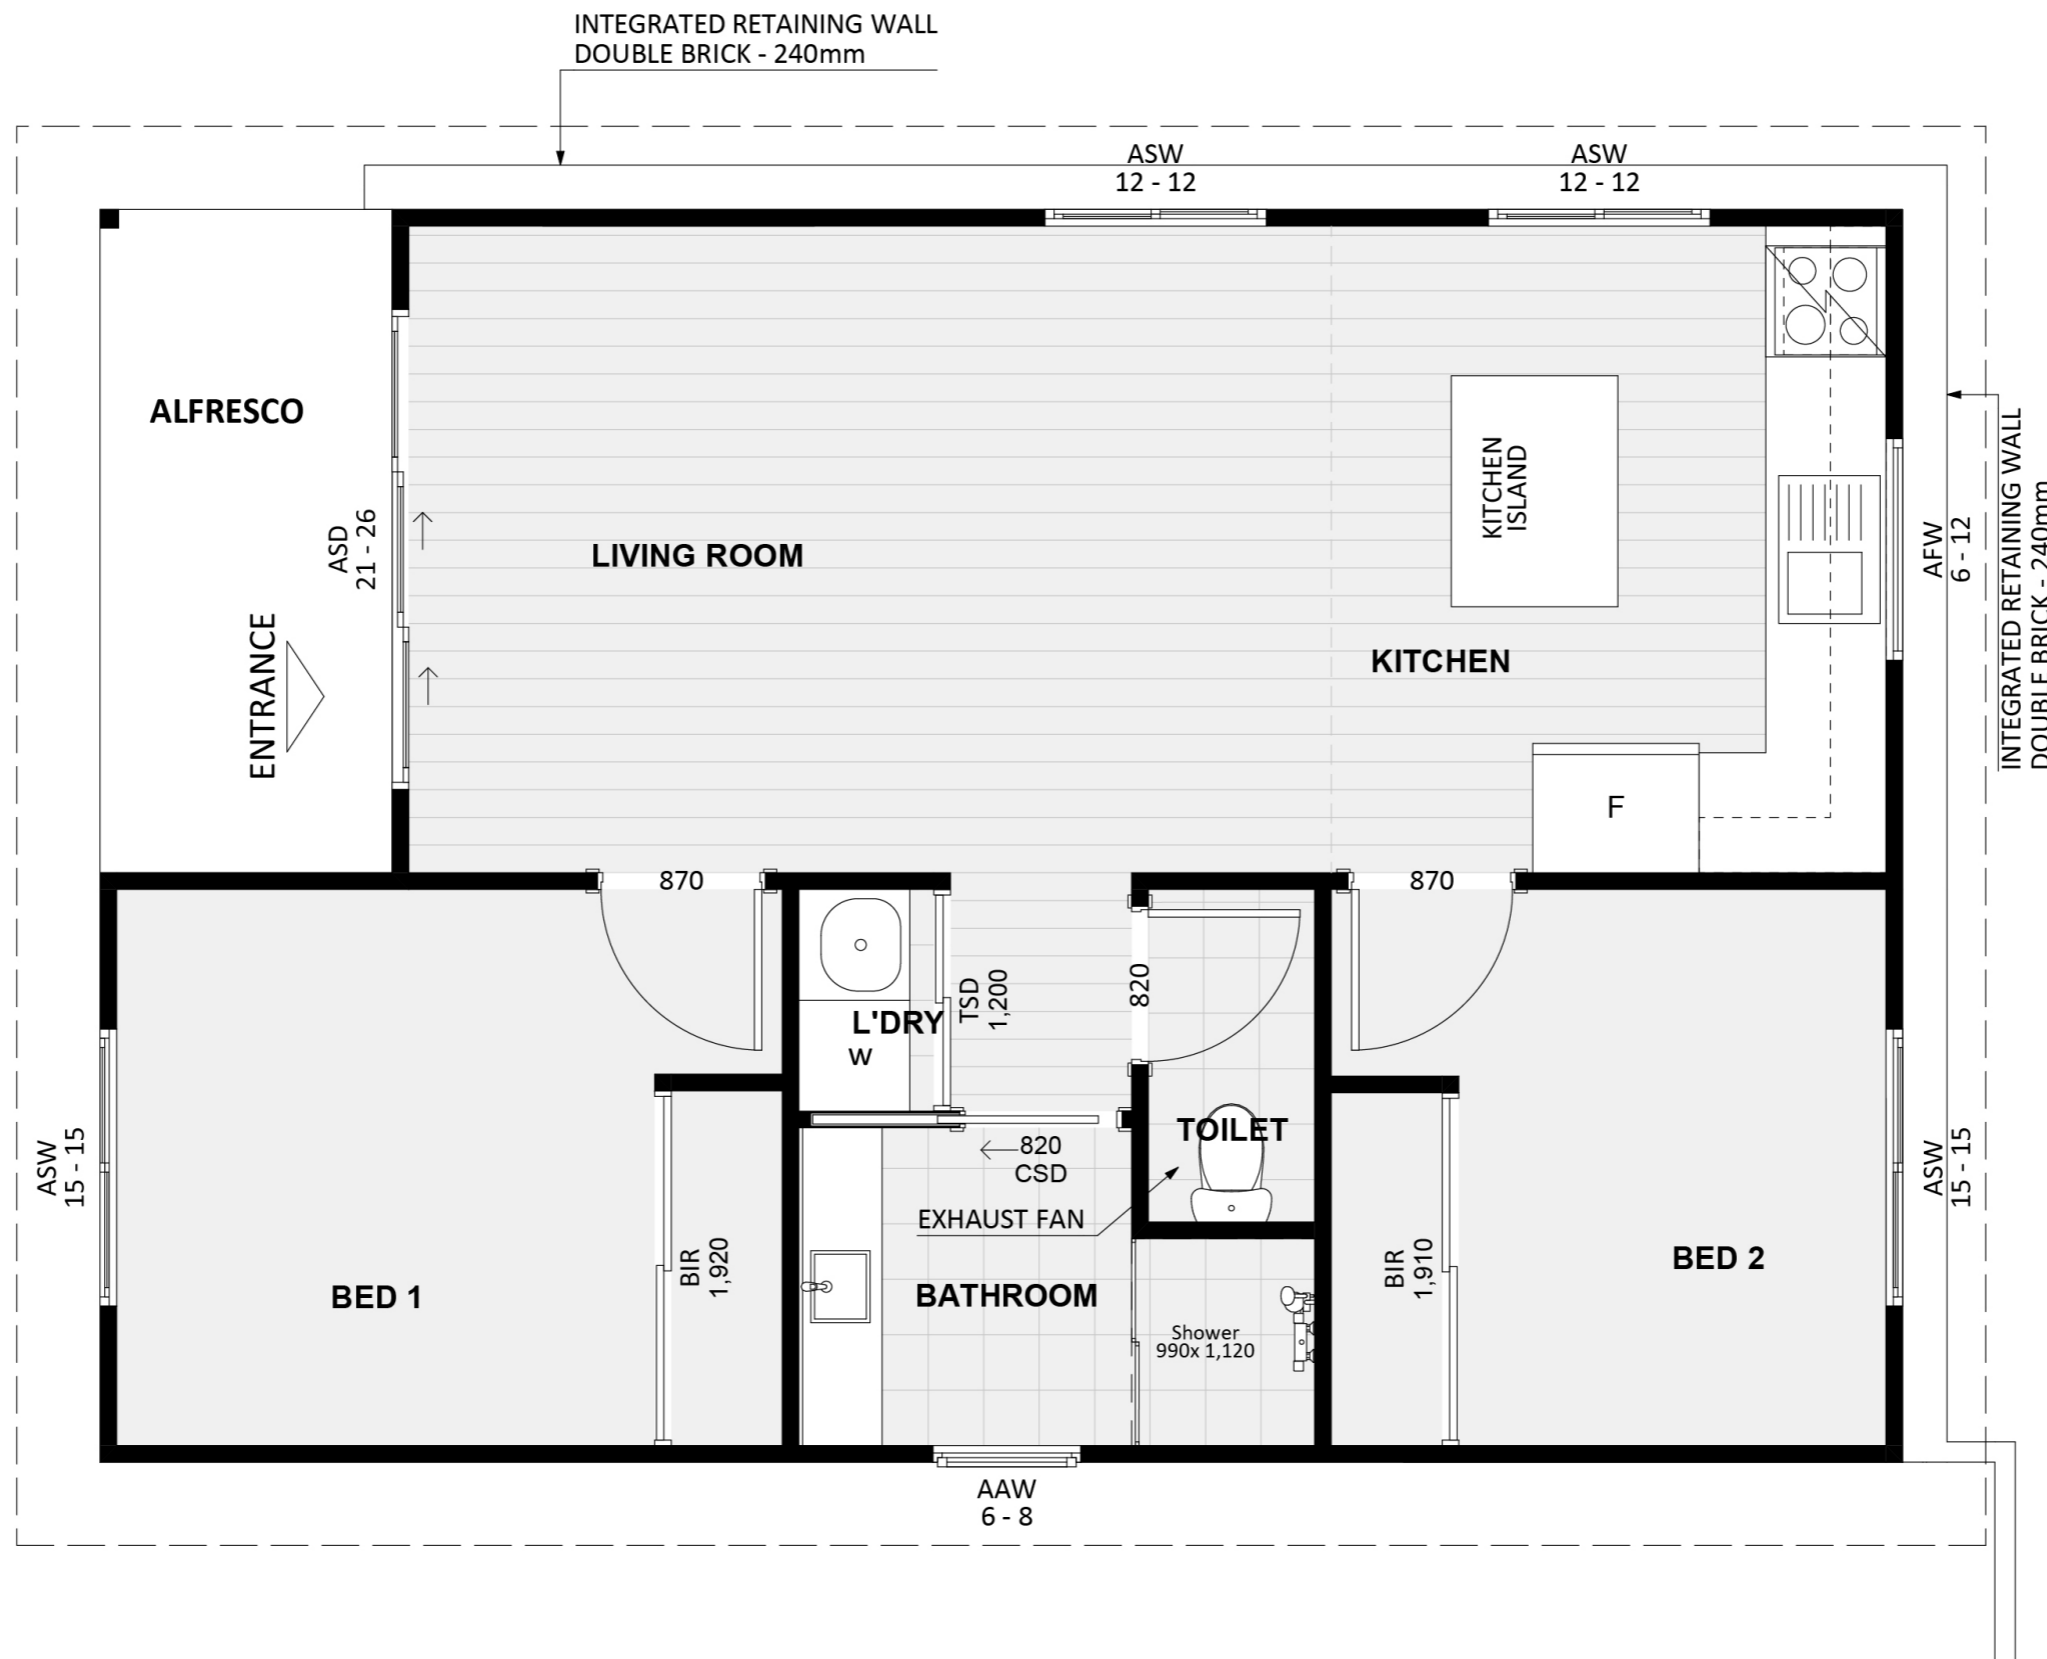 INTEGRATED RETAINING WALL
DOUBLE BRICK - 240mm
ASW
12 - 12
ASW
12 - 12
ALFRESCO
ENTRANCE
ASD
21 - 26
LIVING ROOM
KITCHEN
ISLAND
KITCHEN
F
AFW
6 - 12
INTEGRATED RETAINING WALL
DOUBLE BRICK - 240mm
870
870
820
TSD
1,200
L'DRY
W
TOILET
820
CSD
EXHAUST FAN
ASW
15 - 15
BED 1
BIR
1,920
BATHROOM
Shower
990x 1,120
BIR
1,910
BED 2
ASW
15 - 15
AAW
6 - 8